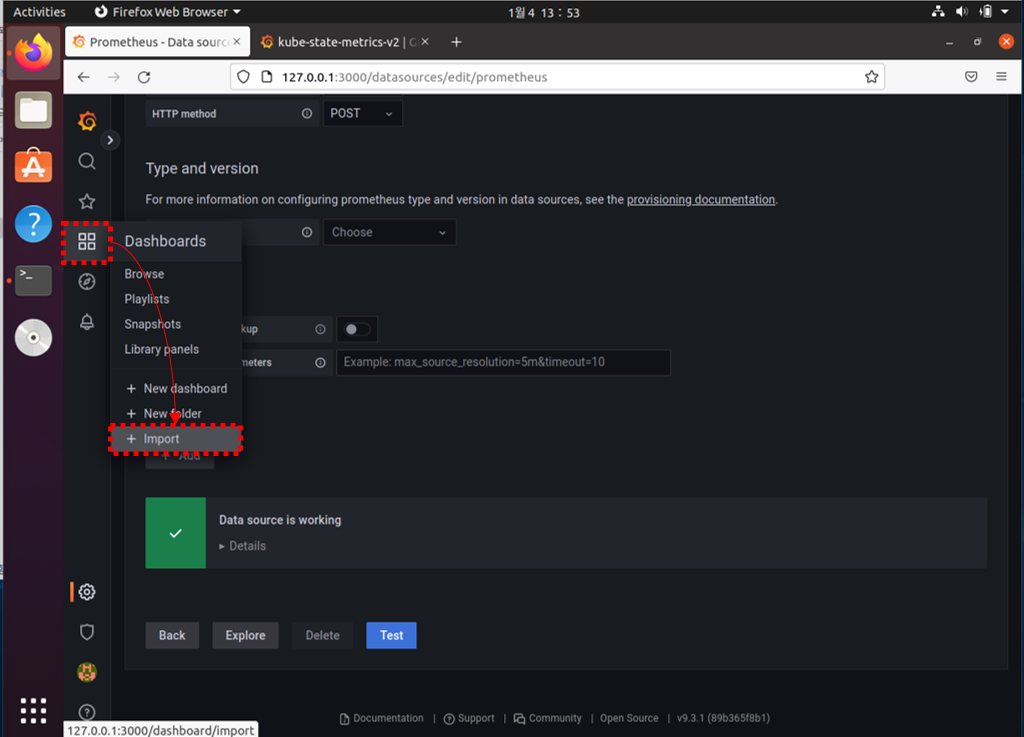 Activities
Firefox Web Browser
1월 4 13 : 53
Prometheus - Data sourc
kube-state-metrics-v2 | G
127.0.0.1:3000/datasources/edit/prometheus
HTTP method
POST
Type and version
For more information on configuring prometheus type and version in data sources, see the provisioning documentation.
Choose
Dashboards
Browse
Playlists
Snapshots
Library panels
kup
meters
Example: max_source_resolution=5m&timeout=10
+ New dashboard
+ New folder
+ Import
+ Add
Data source is working
Details
Back
Explore
Delete
Test
Documentation | Support | Community | Open Source | v9.3.1 (89b365f8b1)
127.0.0.1:3000/dashboard/import